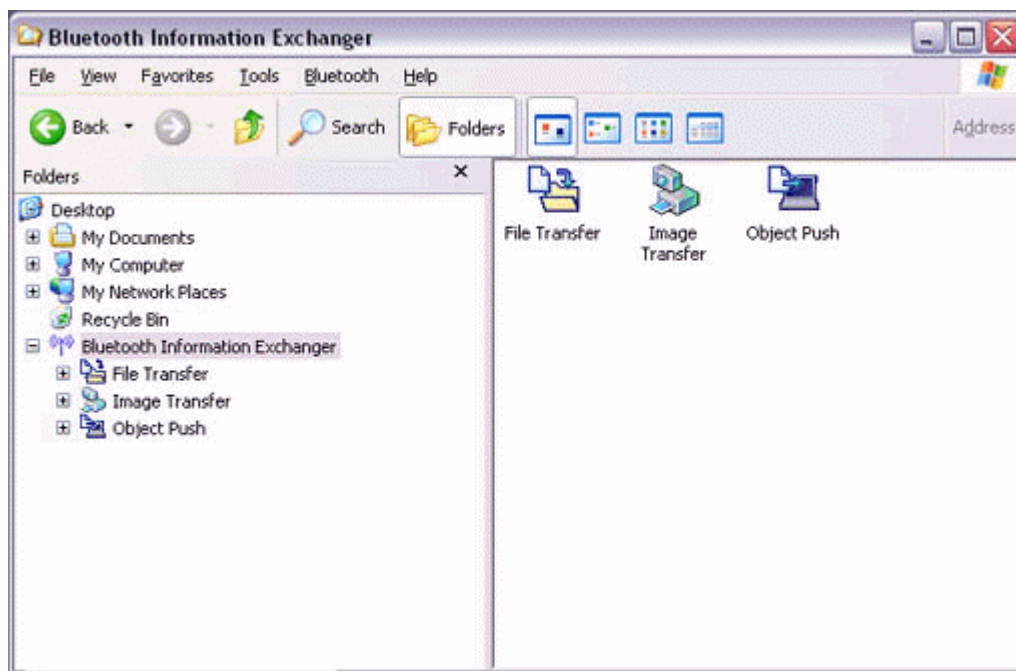 Bluetooth Information Exchanger
File View Favorites Tools Bluetooth Help
Back Search Folders Address
Folders
Desktop
My Documents
My Computer
My Network Places
Recycle Bin
Bluetooth Information Exchanger
File Transfer
Image Transfer
Object Push
File Transfer
Image
Transfer
Object Push